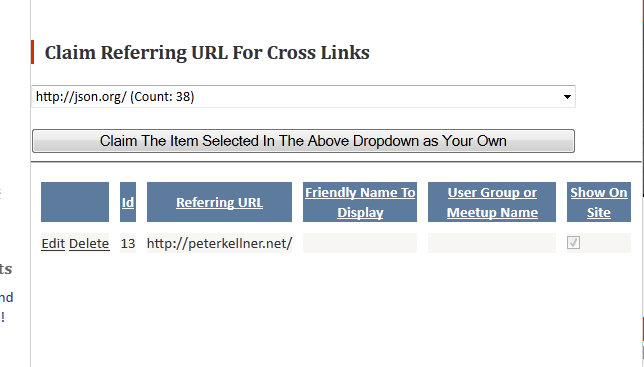 Claim Referring URL For Cross Links
http://json.org/ (Count: 38)
Claim The Item Selected In The Above Dropdown as Your Own
Id
Referring URL
Friendly Name To
Display
User Group or
Meetup Name
Show On
Site
Edit Delete 13 http://peterkellner.net/
ts
nd
!